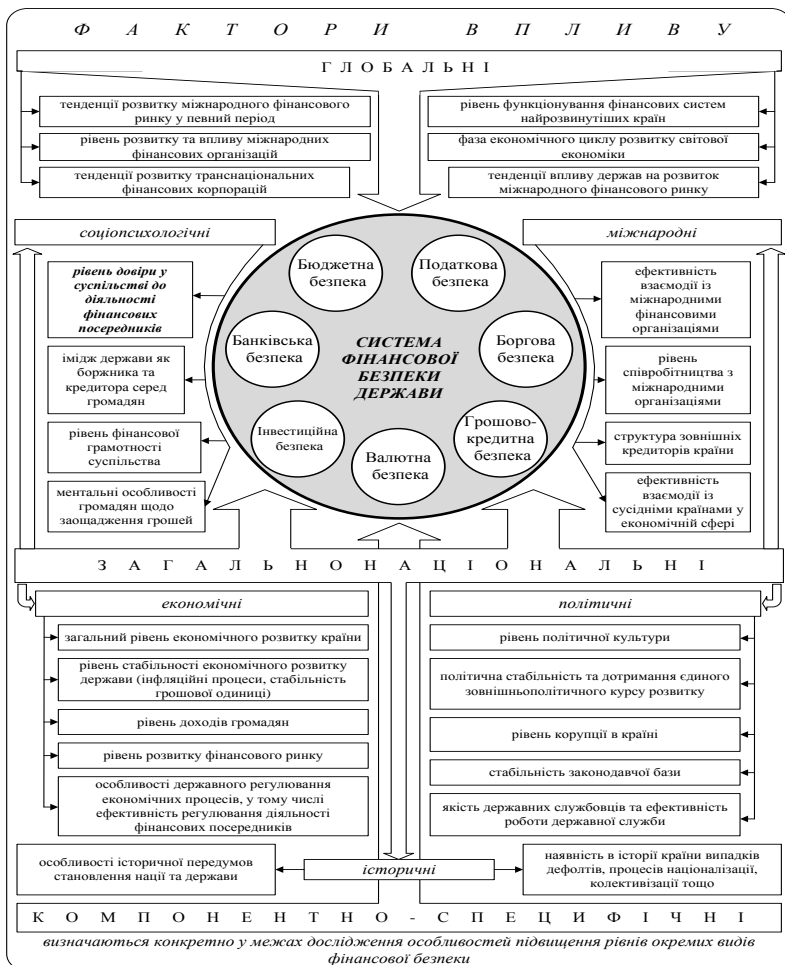 ФАКТОРИ ВПЛИВУ
ГЛОБАЛЬНІ
тенденції розвитку міжнародного фінансового
ринку у певний період
рівень розвитку та впливу міжнародних
фінансових організацій
тенденції розвитку транснаціональних
фінансових корпорацій
рівень функціонування фінансових систем
найрозвинутіших країн
фаза економічного циклу розвитку світової
економіки
тенденції впливу держав на розвиток
міжнародного фінансового ринку
соціопсихологічні
рівень довіри у
суспільстві до
діяльності
фінансових
посередників
імідж держави як
боржника та
кредитора серед
громадян
рівень фінансової
грамотності
суспільства
ментальні особливості
громадян щодо
заощадження грошей
Бюджетна
безпека
Податкова
безпека
Банківська
безпека
СИСТЕМА
ФІНАНСОВОЇ
БЕЗПЕКИ
ДЕРЖАВИ
Боргова
безпека
Інвестиційна
безпека
Валютна
безпека
Грошово-
кредитна
безпека
міжнародні
ефективність
взаємодії із
міжнародними
фінансовими
організаціями
рівень
співробітництва з
міжнародними
організаціями
структура зовнішніх
кредиторів країни
ефективність
взаємодії із
сусідніми країнами у
економічній сфері
ЗАГАЛЬНОНАЦІОНАЛЬНІ
економічні
загальний рівень економічного розвитку країни
рівень стабільності економічного розвитку
держави (інфляційні процеси, стабільність
грошової одиниці)
рівень доходів громадян
рівень розвитку фінансового ринку
особливості державного регулювання
економічних процесів, у тому числі
ефективність регулювання діяльності
фінансових посередників
політичні
рівень політичної культури
політична стабільність та дотримання єдиного
зовнішньополітичного курсу розвитку
рівень корупції в країні
стабільність законодавчої бази
якість державних службовців та ефективність
роботи державної служби
особливості історичної передумов
становлення нації та держави
історичні
наявність в історії країни випадків
дефолтів, процесів націоналізації,
колективізації тощо
КОМПОНЕНТНО-СПЕЦИФІЧНІ
визначаються конкретно у межах дослідження особливостей підвищення рівнів окремих видів
фінансової безпеки